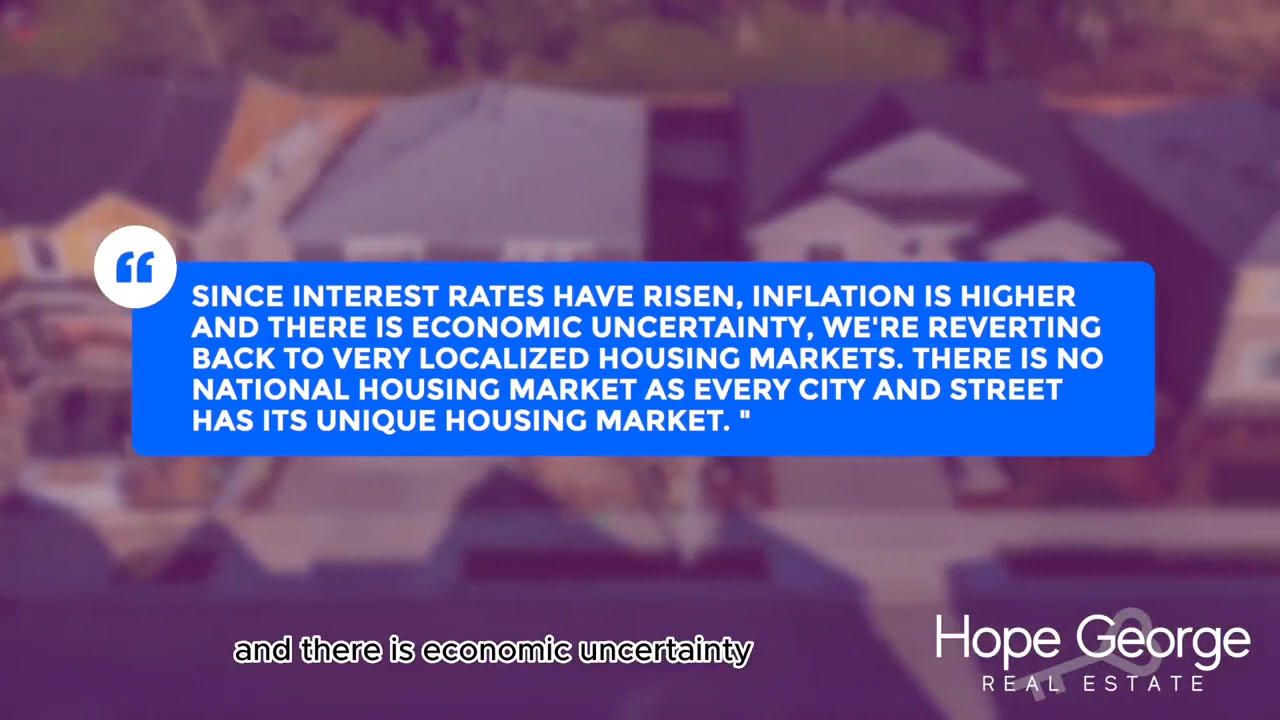 “
SINCE INTEREST RATES HAVE RISEN, INFLATION IS HIGHER
AND THERE IS ECONOMIC UNCERTAINTY, WE'RE REVERTING
BACK TO VERY LOCALIZED HOUSING MARKETS. THERE IS NO
NATIONAL HOUSING MARKET AS EVERY CITY AND STREET
HAS ITS UNIQUE HOUSING MARKET. "
and there is economic uncertainty
Hope George
REAL ESTATE